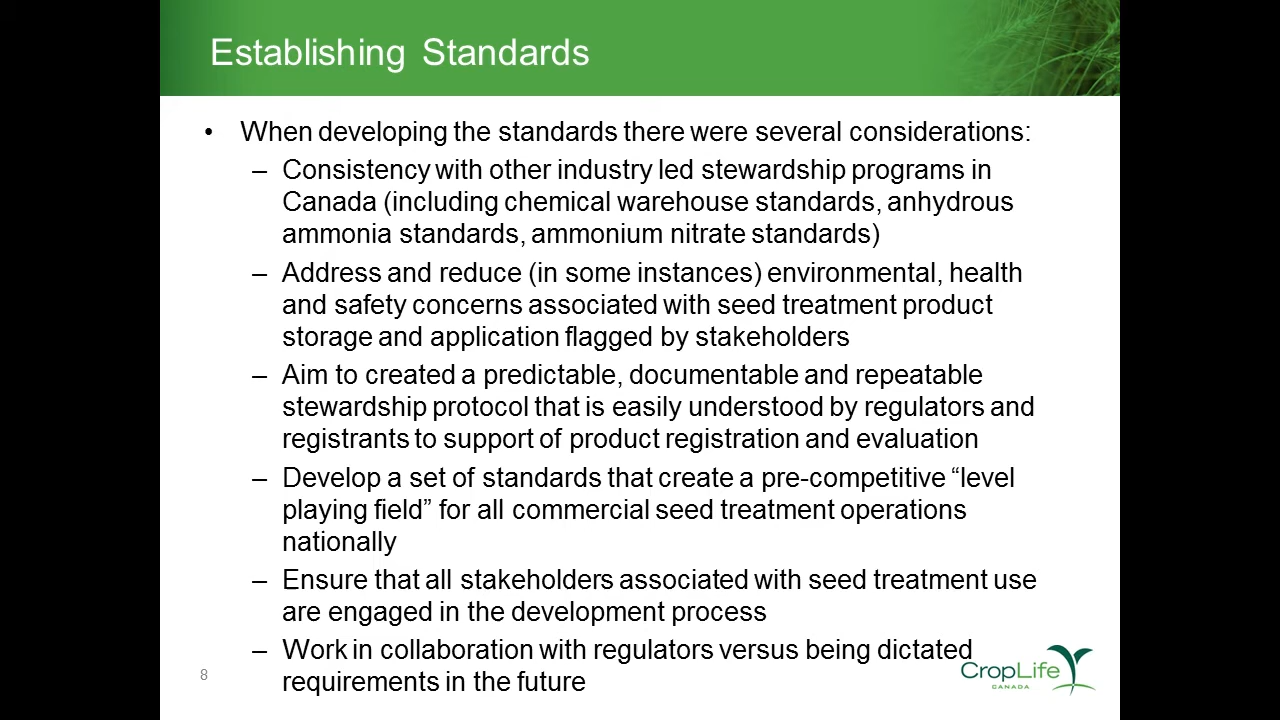 Establishing Standards
• When developing the standards there were several considerations:
– Consistency with other industry led stewardship programs in
Canada (including chemical warehouse standards, anhydrous
ammonia standards, ammonium nitrate standards)
– Address and reduce (in some instances) environmental, health
and safety concerns associated with seed treatment product
storage and application flagged by stakeholders
– Aim to created a predictable, documentable and repeatable
stewardship protocol that is easily understood by regulators and
registrants to support of product registration and evaluation
– Develop a set of standards that create a pre-competitive “level
playing field” for all commercial seed treatment operations
nationally
– Ensure that all stakeholders associated with seed treatment use
are engaged in the development process
– Work in collaboration with regulators versus being dictated
requirements in the future
8
CropLife
CANADA